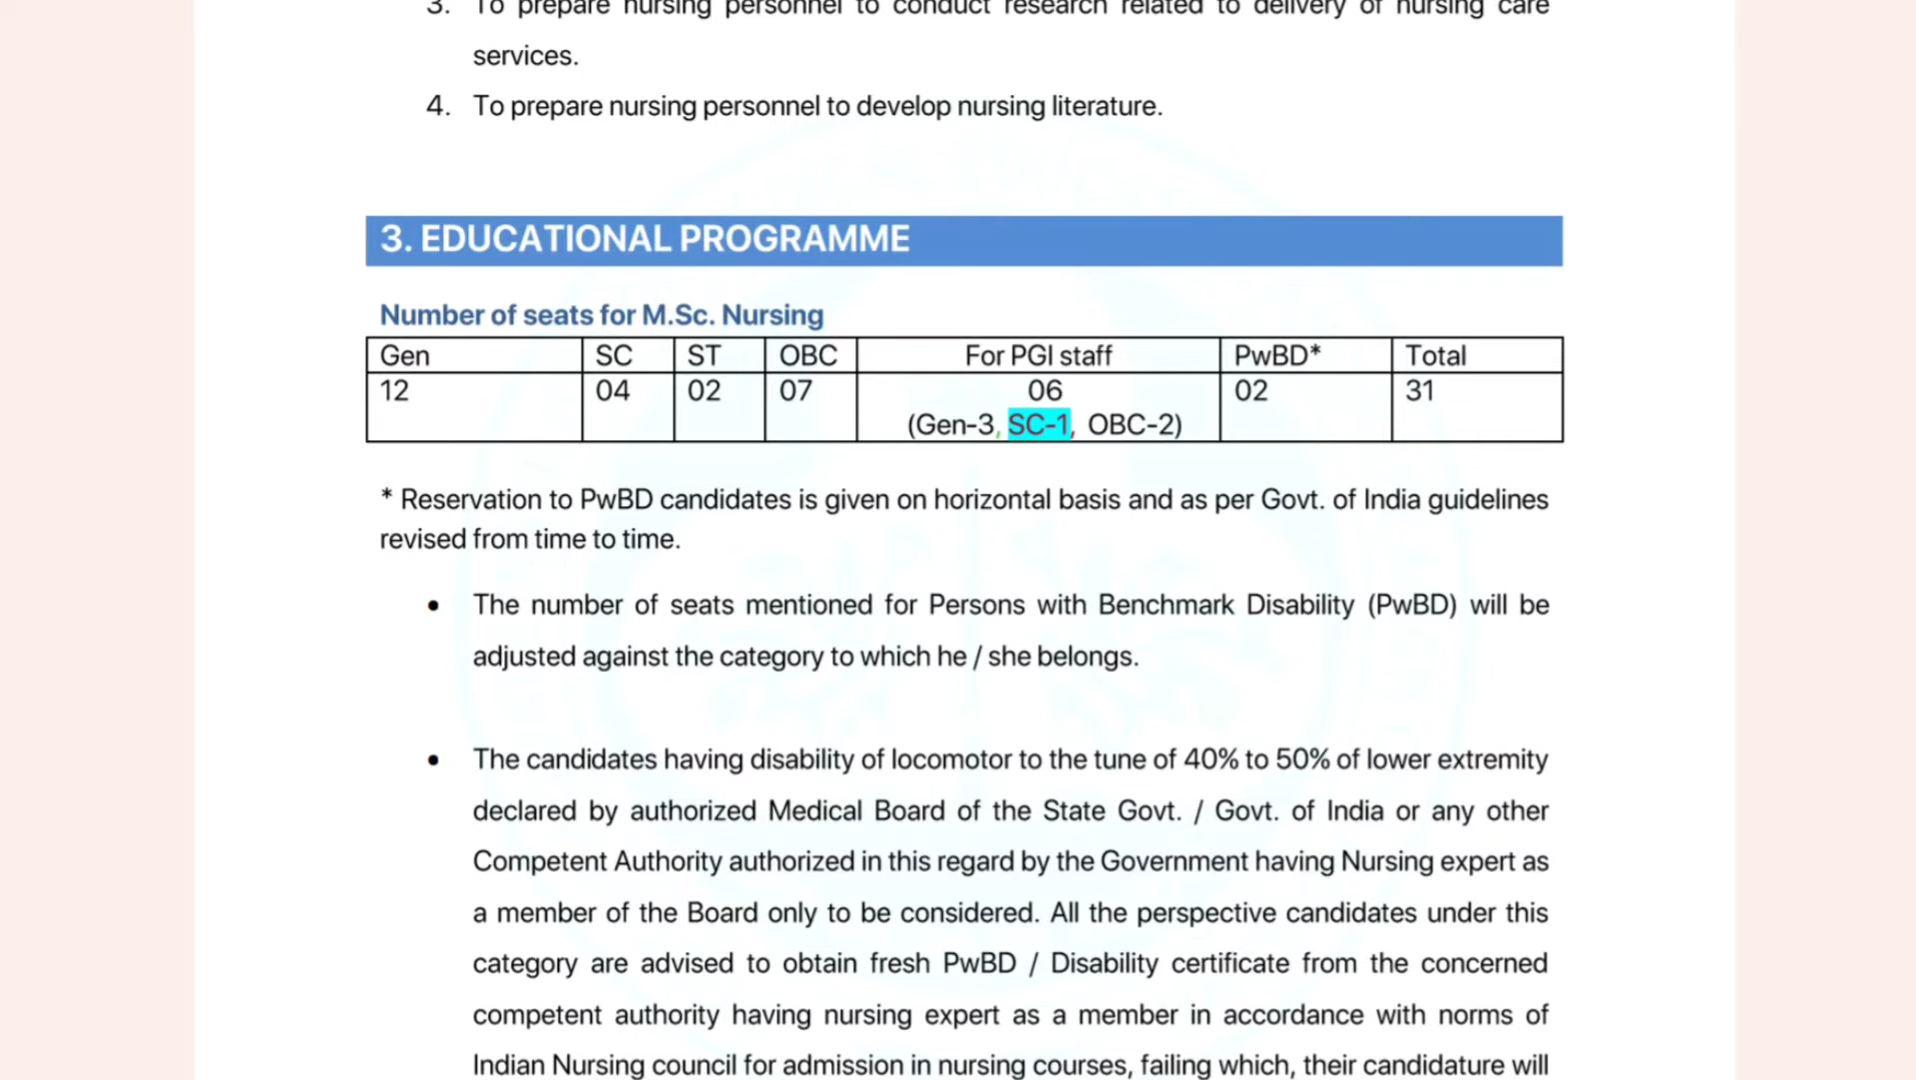 3. To prepare nursing personnel to conduct research related to delivery of nursing care
services.
4. To prepare nursing personnel to develop nursing literature.
3. EDUCATIONAL PROGRAMME
Number of seats for M.Sc. Nursing
Gen SC ST OBC For PGI staff PwBD* Total
12 04 02 07 06 02 31
(Gen-3, SC-1, OBC-2)
* Reservation to PwBD candidates is given on horizontal basis and as per Govt. of India guidelines
revised from time to time.
• The number of seats mentioned for Persons with Benchmark Disability (PwBD) will be
adjusted against the category to which he / she belongs.
• The candidates having disability of locomotor to the tune of 40% to 50% of lower extremity
declared by authorized Medical Board of the State Govt. / Govt. of India or any other
Competent Authority authorized in this regard by the Government having Nursing expert as
a member of the Board only to be considered. All the perspective candidates under this
category are advised to obtain fresh PwBD / Disability certificate from the concerned
competent authority having nursing expert as a member in accordance with norms of
Indian Nursing council for admission in nursing courses, failing which, their candidature will